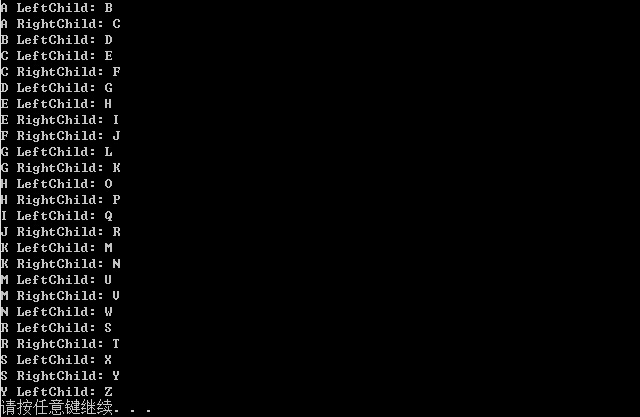 A LeftChild: B
A RightChild: C
B LeftChild: D
C LeftChild: E
C RightChild: F
D LeftChild: G
E LeftChild: H
E RightChild: I
F RightChild: J
G LeftChild: L
G RightChild: K
H LeftChild: O
H RightChild: P
I LeftChild: Q
J RightChild: R
K LeftChild: M
K RightChild: N
M LeftChild: U
M RightChild: V
N LeftChild: W
R LeftChild: S
R RightChild: T
S LeftChild: X
S RightChild: Y
Y LeftChild: Z
请按任意键继续. . .